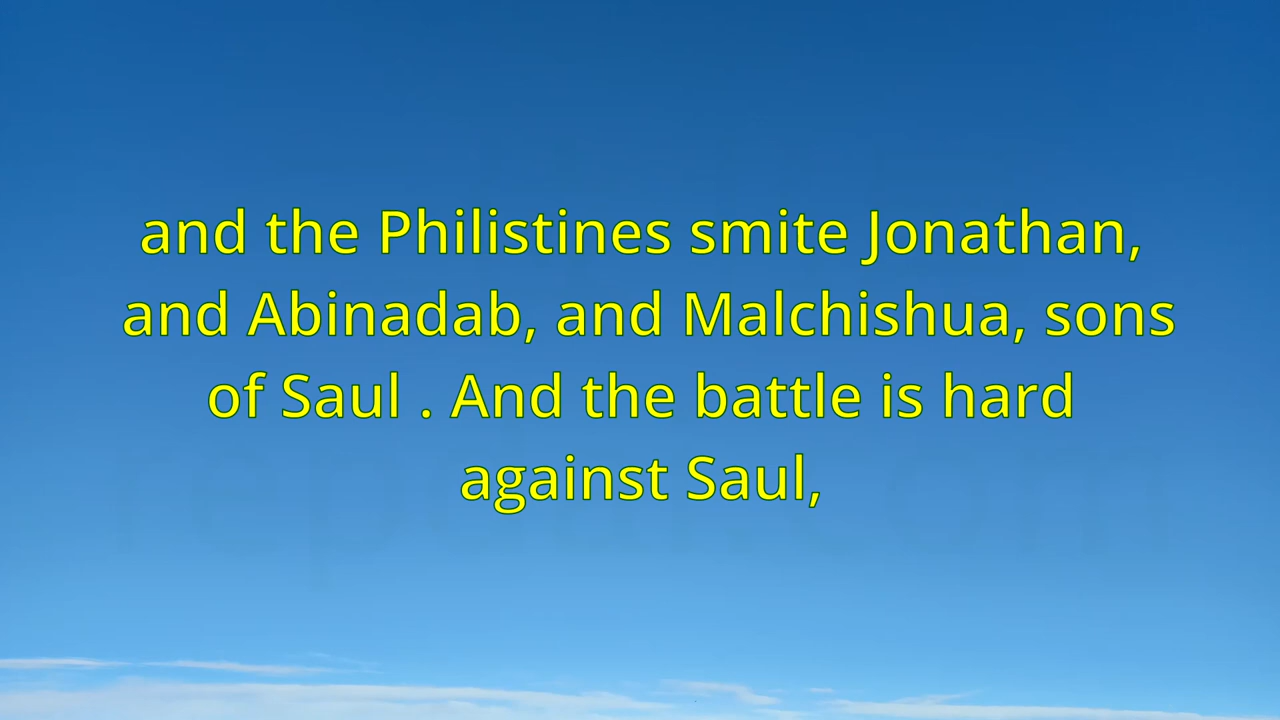 and the Philistines smite Jonathan,
and Abinadab, and Malchishua, sons
of Saul . And the battle is hard
against Saul,